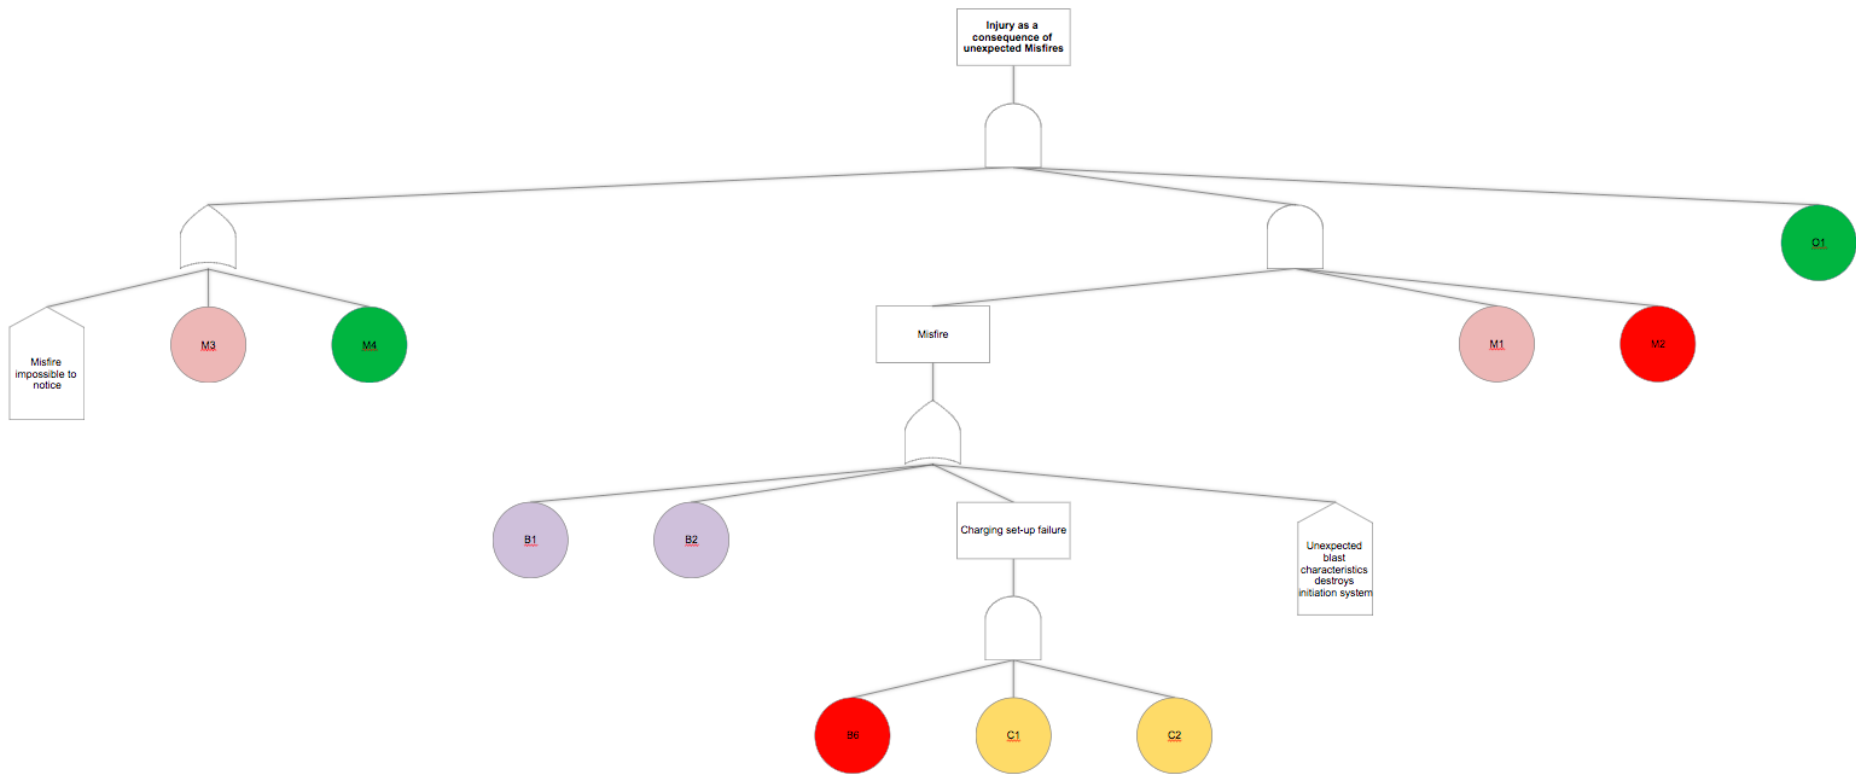 Injury as a
consequence of
unexpected Misfires
O1
Misfire
impossible to
notice
M3
M4
Misfire
M1
M2
B1
B2
Charging set-up failure
Unexpected
blast
characteristics
destroys
initiation system
B6
C1
C2